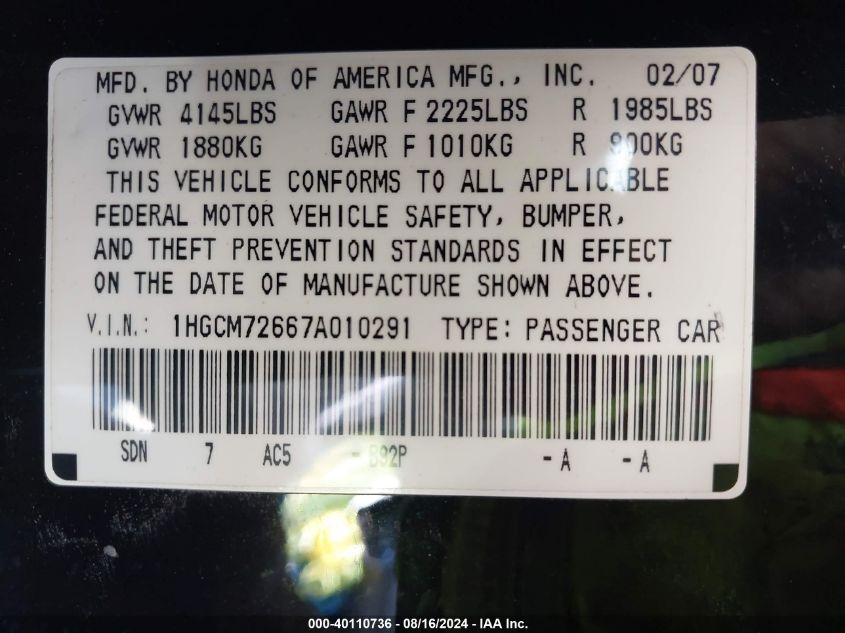 MFD. BY HONDA OF AMERICA MFG., INC. 02/07
GVWR 4145LBS GAWR F 2225LBS R 1985LBS
GVWR 1880KG GAWR F 1010KG R 900KG
THIS VEHICLE CONFORMS TO ALL APPLICABLE
FEDERAL MOTOR VEHICLE SAFETY, BUMPER,
AND THEFT PREVENTION STANDARDS IN EFFECT
ON THE DATE OF MANUFACTURE SHOWN ABOVE.
V.I.N.: 1HGCM72667A010291 TYPE: PASSENGER CAR
SDN 7 AC5 - B92P - A - A
000-40110736 - 08/16/2024 - IAA Inc.